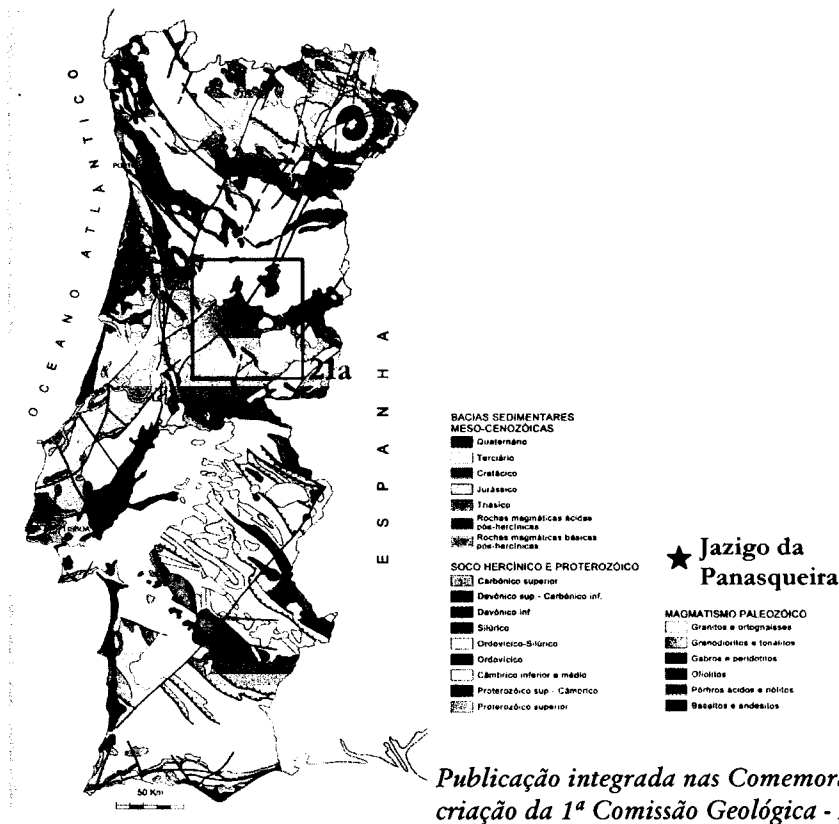 OCEANO ATLANTICO
ESPANHA
21a
50 Km
BACIAS SEDIMENTARES
MESO-CENOZÓICAS
Quaternário
Terciário
Cretácico
Jurássico
Triásico
Rochas magmáticas ácidas
pós-hercínicas
Rochas magmáticas básicas
pós-hercínicas
SOCO HERCÍNICO E PROTEROZÓICO
Carbónico superior
Devónico sup. - Carbónico inf.
Devónico inf
Silúrico
Ordovícico-Silúrico
Ordovícico
Câmbrico inferior e médio
Proterozóico sup - Câmbrico
Proterozóico superior
Jazigo da
Panasqueira
MAGMATISMO PALEOZÓICO
Granitos e ortognaisses
Granodioritos e tonalitos
Gabros e peridotitos
Ofiolitos
Pórfiros ácidos e riólitos
Basaltos e andesitos
Publicação integrada nas Comemora
criação da 1ª Comissão Geológica -